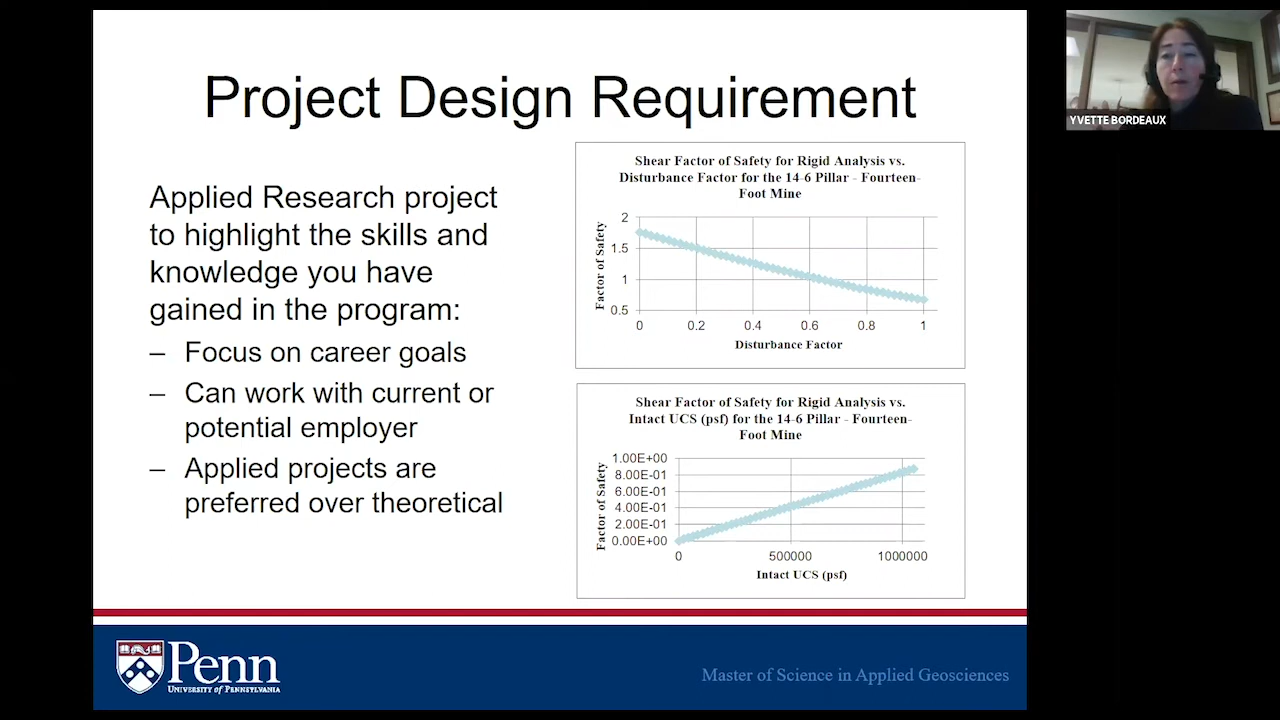 Project Design Requirement
Applied Research project
to highlight the skills and
knowledge you have
gained in the program:
– Focus on career goals
– Can work with current or
potential employer
– Applied projects are
preferred over theoretical
Shear Factor of Safety for Rigid Analysis vs.
Disturbance Factor for the 14-6 Pillar - Fourteen-
Foot Mine
Factor of Safety
2
1.5
1
0.5
0 0.2 0.4 0.6 0.8 1
Disturbance Factor
Shear Factor of Safety for Rigid Analysis vs.
Intact UCS (psf) for the 14-6 Pillar - Fourteen-
Foot Mine
Factor of Safety
1.00E+00
8.00E-01
6.00E-01
4.00E-01
2.00E-01
0.00E+00
0 500000 1000000
Intact UCS (psf)
Penn
UNIVERSITY of PENNSYLVANIA
Master of Science in Applied Geosciences
YVETTE BORDEAUX